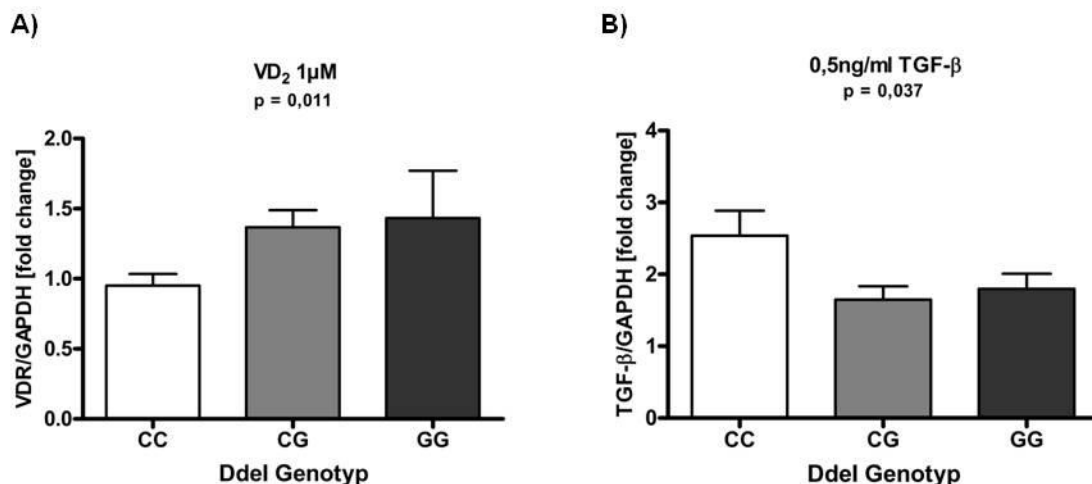 A)
VD₂ 1µM
p = 0,011
VDR/GAPDH [fold change]
2.0
1.5
1.0
0.5
0.0
CC CG GG
DdeI Genotyp
B)
0,5ng/ml TGF-β
p = 0,037
TGF-β/GAPDH [fold change]
4
3
2
1
0
CC CG GG
DdeI Genotyp